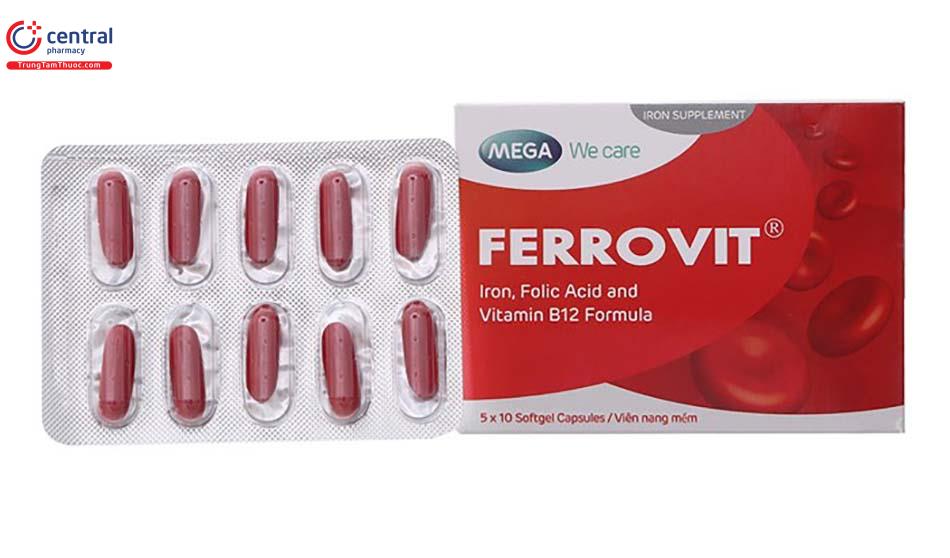 central
pharmacy
TrungTamThuoc.com
IRON SUPPLEMENT
MEGA We care
FERROVIT®
Iron, Folic Acid and
Vitamin B12 Formula
5 x 10 Softgel Capsules / Viên nang mềm